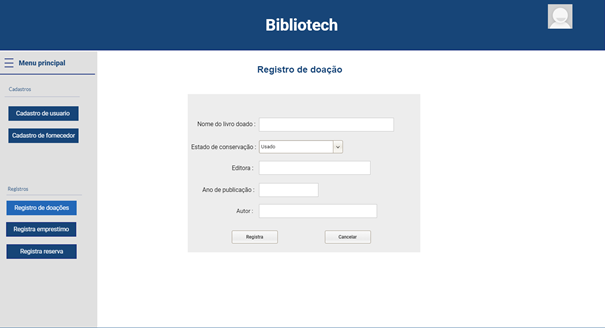 Bibliotech
Menu principal
Cadastros
Cadastro de usuario
Cadastro de fornecedor
Registros
Registro de doações
Registra emprestimo
Registra reserva
Registro de doação
Nome do livro doado :
Estado de conservação :
Usado
Editora :
Ano de publicação :
Autor :
Registra
Cancelar